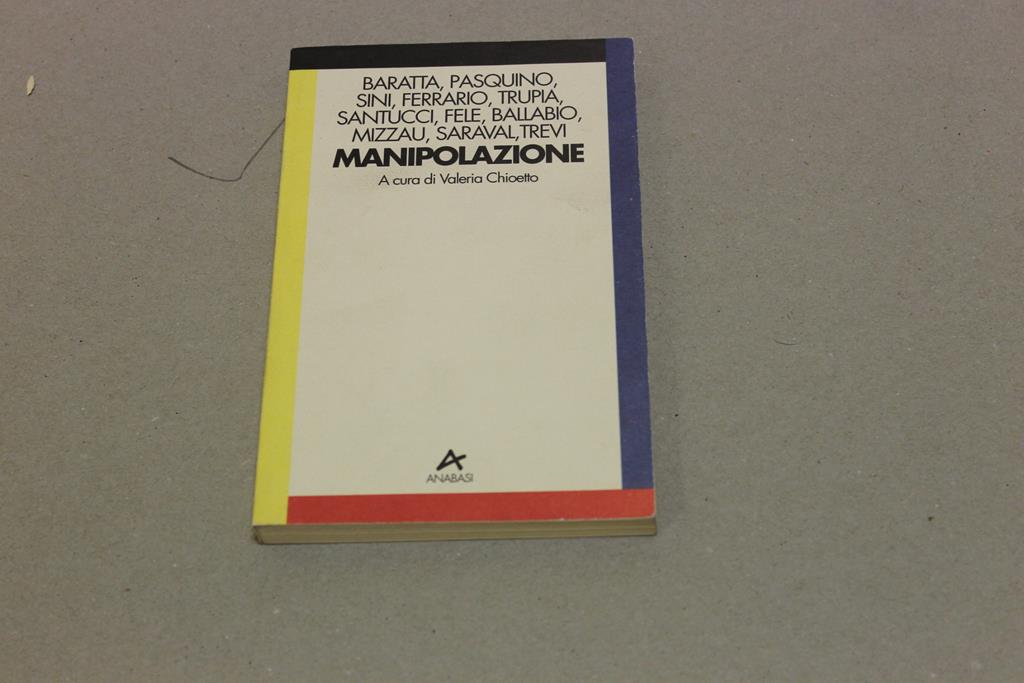 BARATTA, PASQUINO,
SINI, FERRARIO, TRUPIA,
SANTUCCI, FELE, BALLABIO,
MIZZAU, SARAVAL,TREVI
MANIPOLAZIONE
A cura di Valeria Chioetto
ANABASI